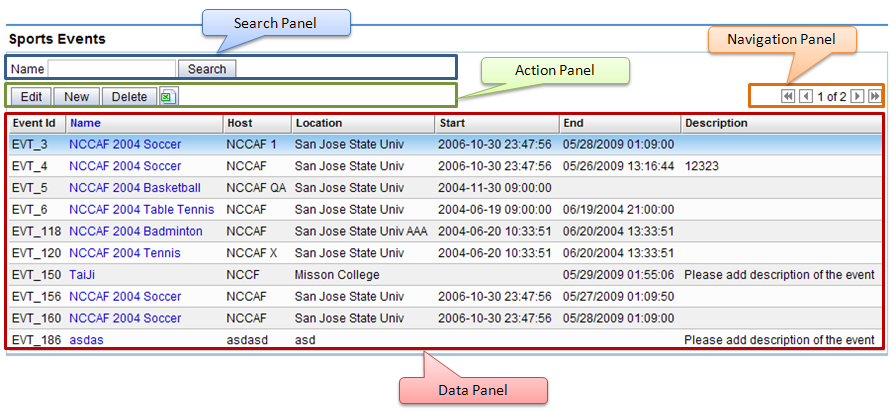 Search Panel
Sports Events
Navigation Panel
Name Search
Action Panel
Edit New Delete 1 of 2
Event Id Name Host Location Start End Description
EVT_3 NCCAF 2004 Soccer NCCAF 1 San Jose State Univ 2006-10-30 23:47:56 05/28/2009 01:09:00
EVT_4 NCCAF 2004 Soccer NCCAF San Jose State Univ 2006-10-30 23:47:56 05/26/2009 13:16:44 12323
EVT_5 NCCAF 2004 Basketball NCCAF QA San Jose State Univ 2004-11-30 09:00:00
EVT_6 NCCAF 2004 Table Tennis NCCAF San Jose State Univ 2004-06-19 09:00:00 06/19/2004 21:00:00
EVT_118 NCCAF 2004 Badminton NCCAF San Jose State Univ AAA 2004-06-20 10:33:51 06/20/2004 13:33:51
EVT_120 NCCAF 2004 Tennis NCCAF X San Jose State Univ 2004-06-20 10:33:51 06/20/2004 13:33:51
EVT_150 TaiJi NCCF Misson College 05/29/2009 01:55:06 Please add description of the event
EVT_156 NCCAF 2004 Soccer NCCAF San Jose State Univ 2006-10-30 23:47:56 05/27/2009 01:09:50
EVT_160 NCCAF 2004 Soccer NCCAF San Jose State Univ 2006-10-30 23:47:56 05/28/2009 01:09:00
EVT_186 asdas asdasd asd Please add description of the event
Data Panel